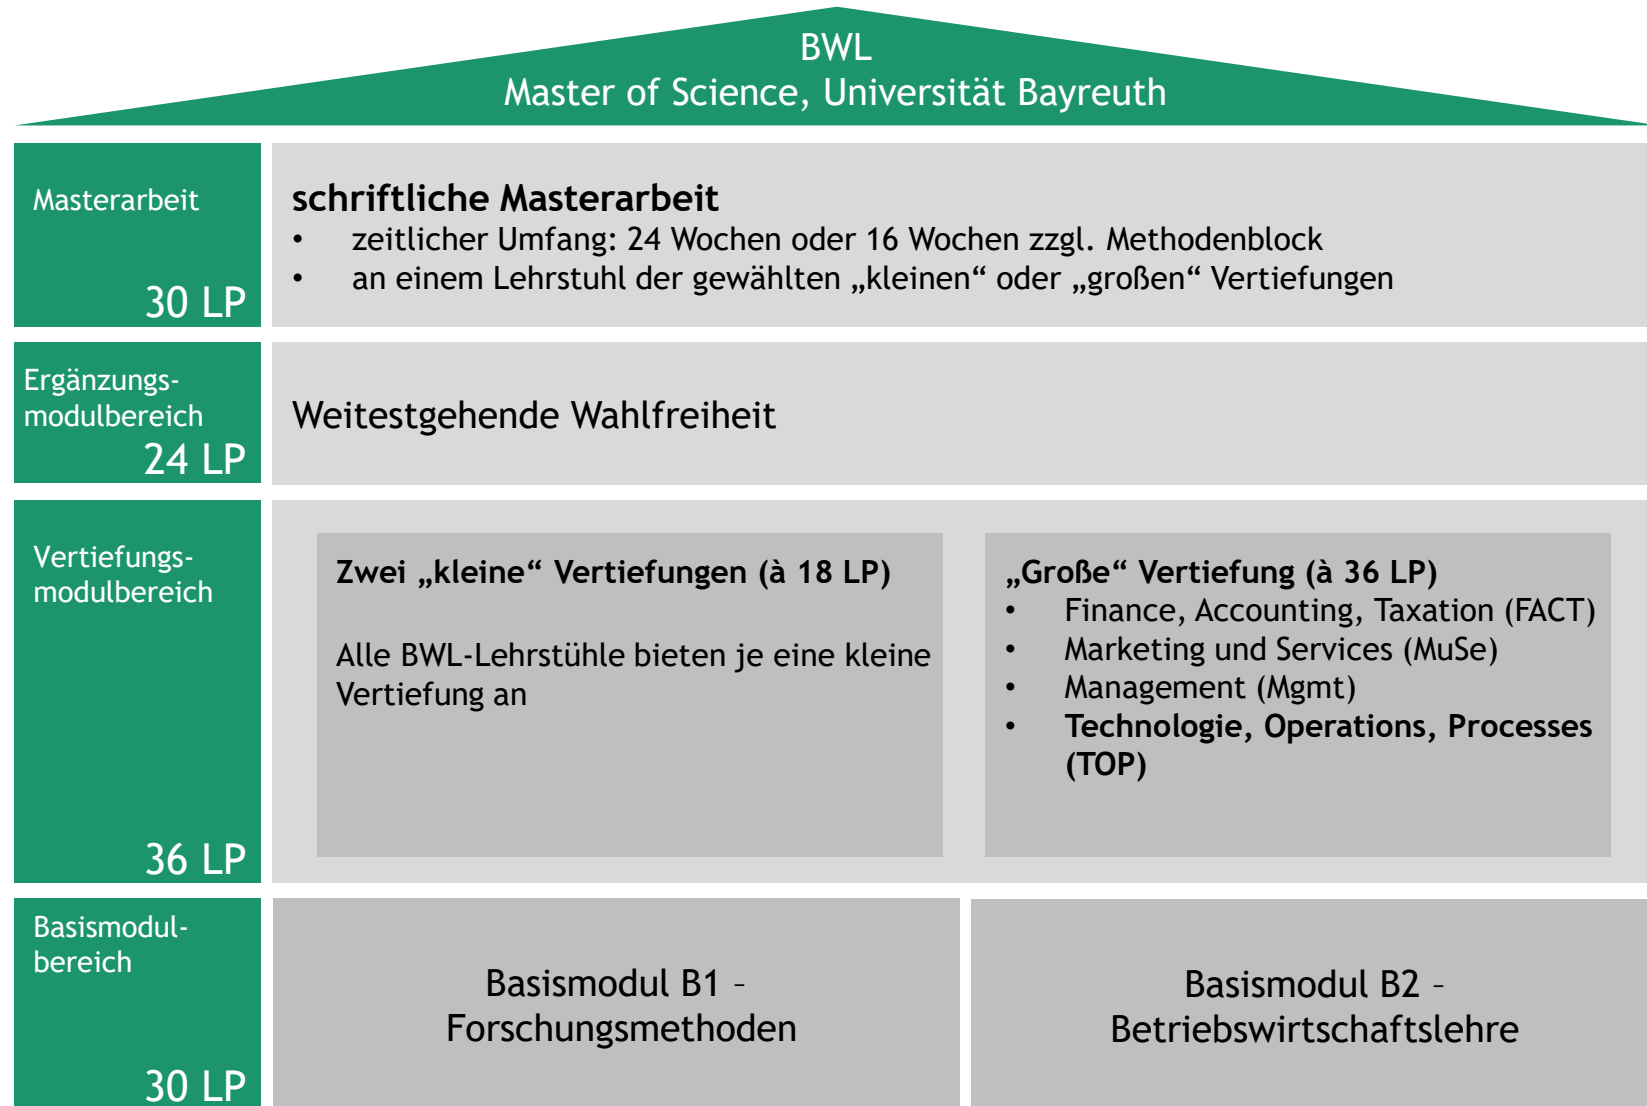 BWL
Master of Science, Universität Bayreuth
Masterarbeit
30 LP
schriftliche Masterarbeit
• zeitlicher Umfang: 24 Wochen oder 16 Wochen zzgl. Methodenblock
• an einem Lehrstuhl der gewählten „kleinen“ oder „großen“ Vertiefungen
Ergänzungs-
modulbereich
24 LP
Weitestgehende Wahlfreiheit
Vertiefungs-
modulbereich
36 LP
Zwei „kleine“ Vertiefungen (à 18 LP)
Alle BWL-Lehrstühle bieten je eine kleine
Vertiefung an
„Große“ Vertiefung (à 36 LP)
• Finance, Accounting, Taxation (FACT)
• Marketing und Services (MuSe)
• Management (Mgmt)
• Technologie, Operations, Processes
(TOP)
Basismodul-
bereich
30 LP
Basismodul B1 –
Forschungsmethoden
Basismodul B2 –
Betriebswirtschaftslehre